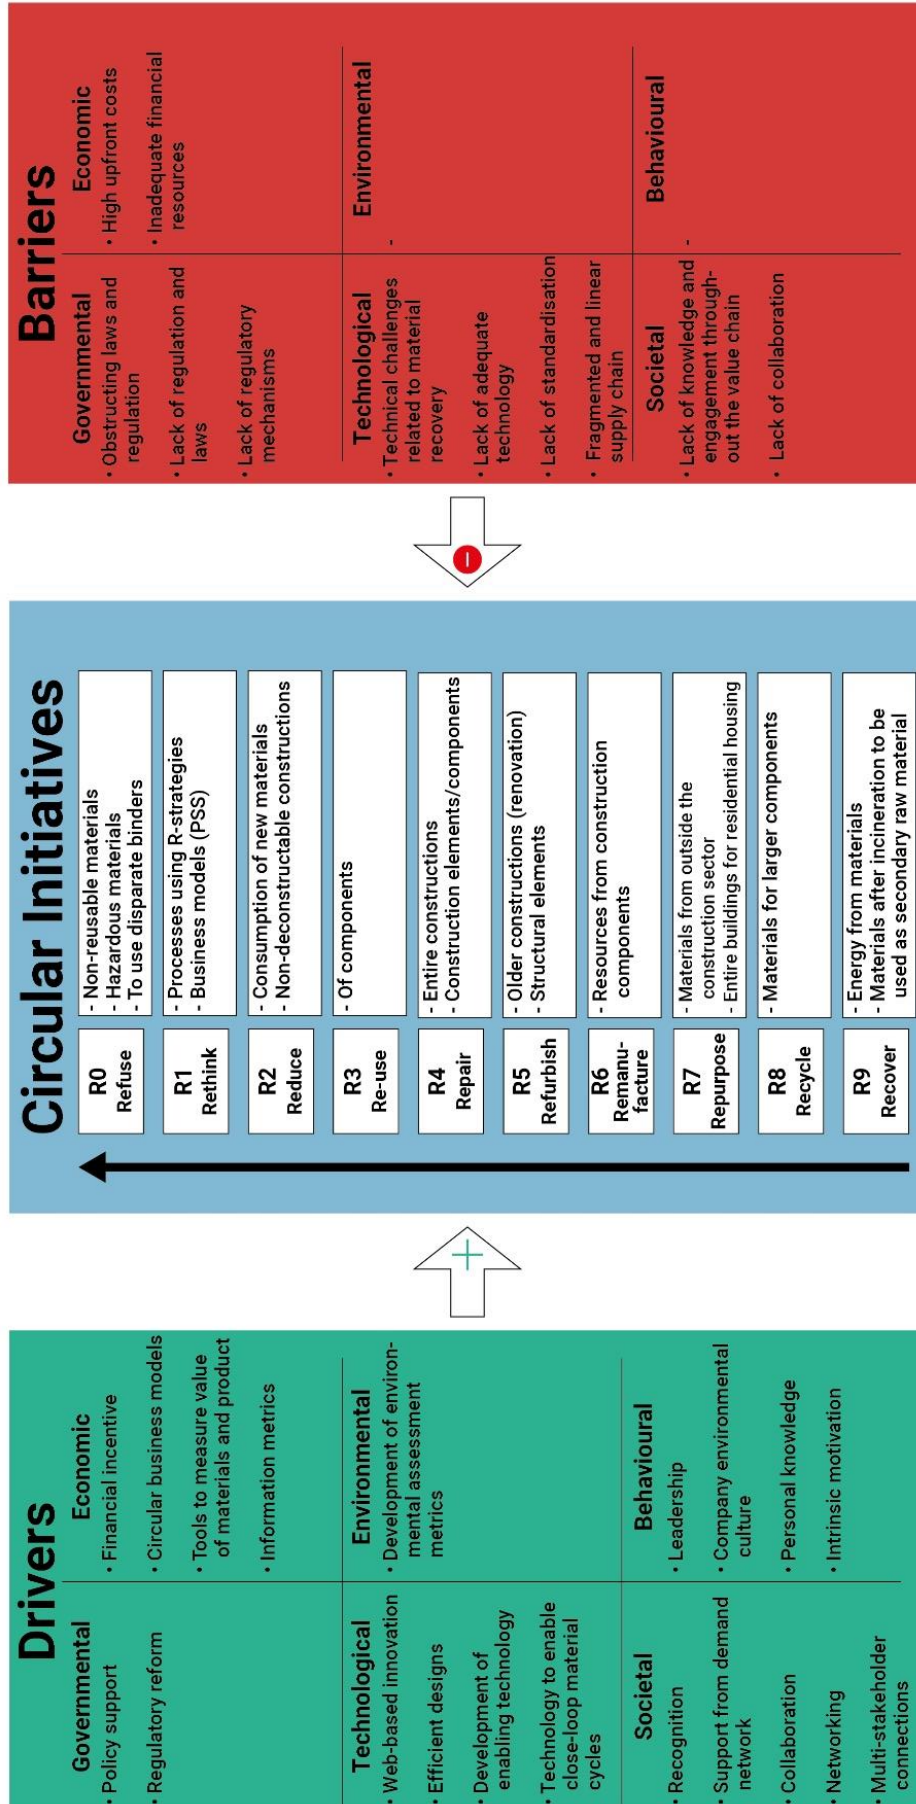 Drivers
Governmental
• Policy support
• Regulatory reform
Economic
• Financial incentive
• Circular business models
• Tools to measure value
of materials and product
• Information metrics
Technological
• Web-based innovation
• Efficient designs
• Development of
enabling technology
• Technology to enable
close-loop material
cycles
Environmental
• Development of environ-
mental assessment
metrics
Societal
• Recognition
• Support from demand
network
• Collaboration
• Networking
• Multi-stakeholder
connections
Behavioural
• Leadership
• Company environmental
culture
• Personal knowledge
• Intrinsic motivation
+
Circular Initiatives
R0
Refuse
- Non-reusable materials
- Hazardous materials
- To use disparate binders
R1
Rethink
- Processes using R-strategies
- Business models (PSS)
R2
Reduce
- Consumption of new materials
- Non-deconstructable constructions
R3
Re-use
- Of components
R4
Repair
- Entire constructions
- Construction elements/components
R5
Refurbish
- Older constructions (renovation)
- Structural elements
R6
Remanu-
facture
- Resources from construction
components
R7
Repurpose
- Materials from outside the
construction sector
- Entire buildings for residential housing
R8
Recycle
- Materials for larger components
R9
Recover
- Energy from materials
- Materials after incineration to be
used as secondary raw material
-
Barriers
Governmental
• Obstructing laws and
regulation
• Lack of regulation and
laws
• Lack of regulatory
mechanisms
Economic
• High upfront costs
• Inadequate financial
resources
Technological
• Technical challenges
related to material
recovery
• Lack of adequate
technology
• Lack of standardisation
• Fragmented and linear
supply chain
Environmental
-
Societal
• Lack of knowledge and
engagement through-
out the value chain
• Lack of collaboration
Behavioural
-